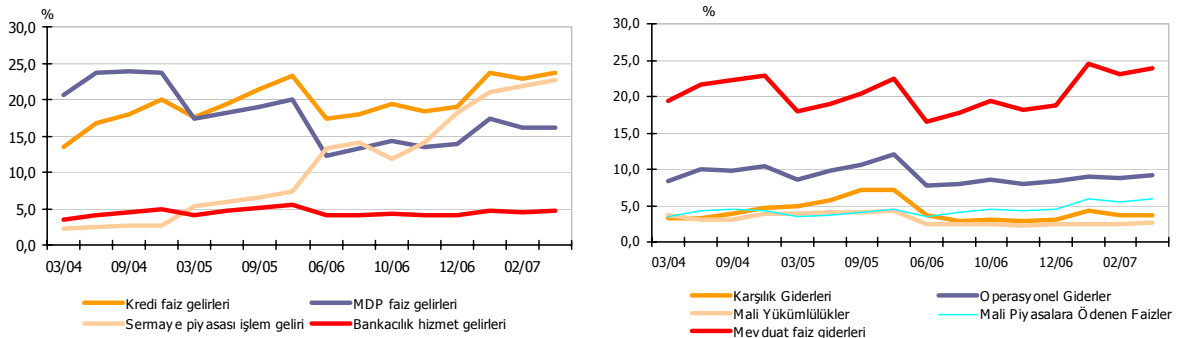 %
30,0
25,0
20,0
15,0
10,0
5,0
0,0
03/04 09/04 03/05 09/05 06/06 10/06 12/06 02/07
Kredi faiz gelirleri MDP faiz gelirleri
Sermaye piyasası işlem geliri Bankacılık hizmet gelirleri
%
30,0
25,0
20,0
15,0
10,0
5,0
0,0
03/04 09/04 03/05 09/05 06/06 10/06 12/06 02/07
Karşılık Giderleri Operasyonel Giderler
Mali Yükümlülükler Mali Piyasalara Ödenen Faizler
Mevduat faiz giderleri